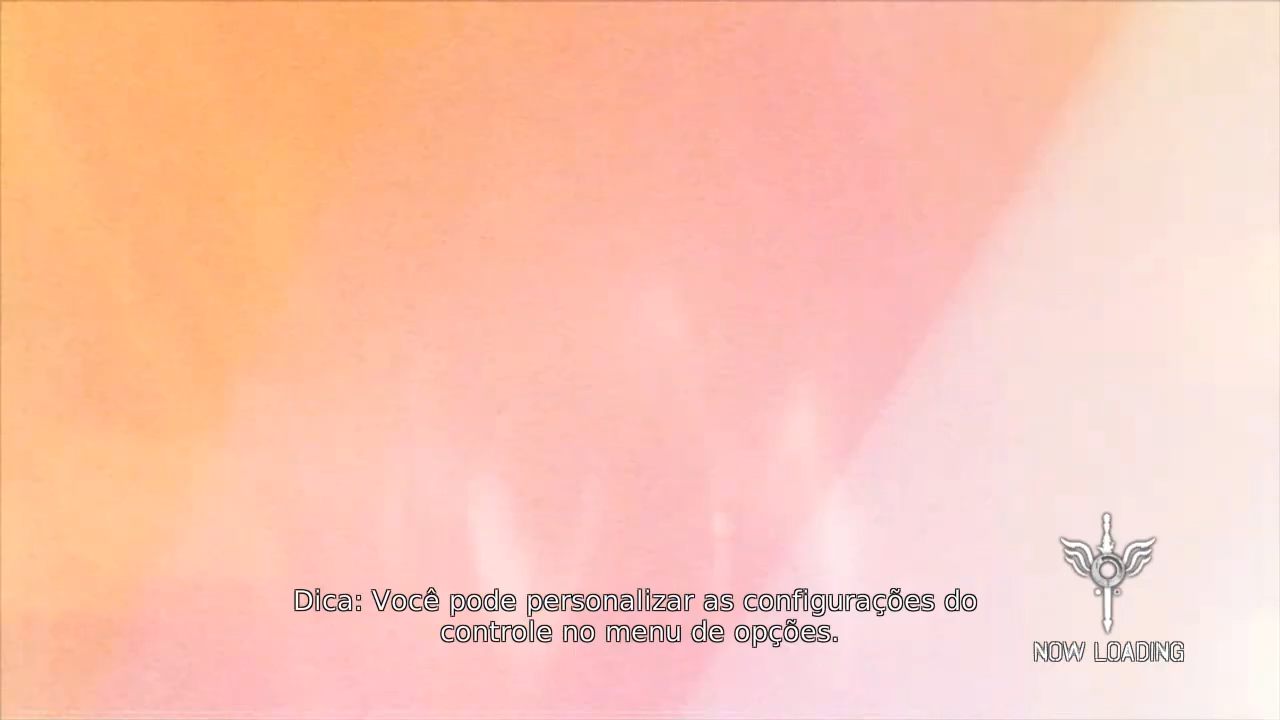 Dica: Você pode personalizar as configurações do
controle no menu de opções.
NOW LOADING